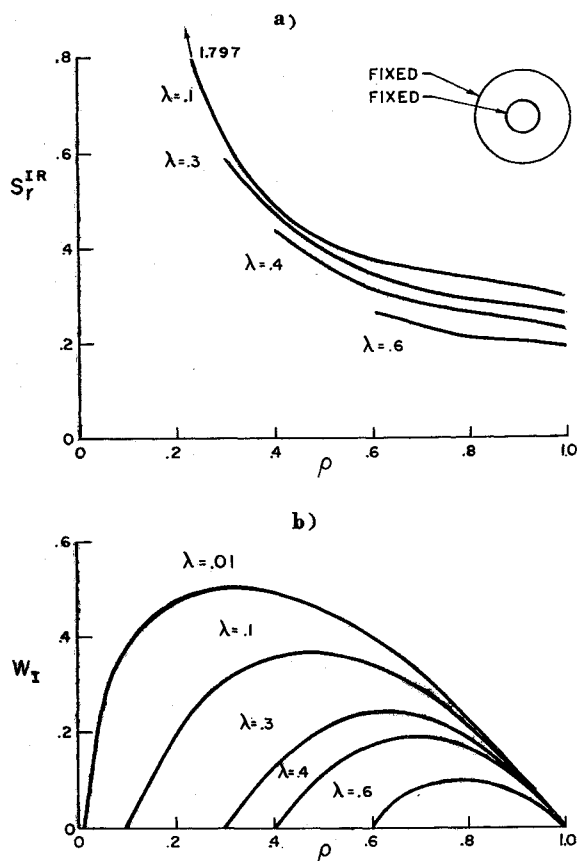 a)
.8
1.797
FIXED
FIXED
λ=.1
.6
λ=.3
S_r^IR
.4
λ=.4
.2
λ=.6
0
0 .2 .4 .6 .8 1.0
ρ
b)
.6
λ=.01
λ=.1
.4
W_I
λ=.3
.2
λ=.4
λ=.6
0
0 .2 .4 .6 .8 1.0
ρ